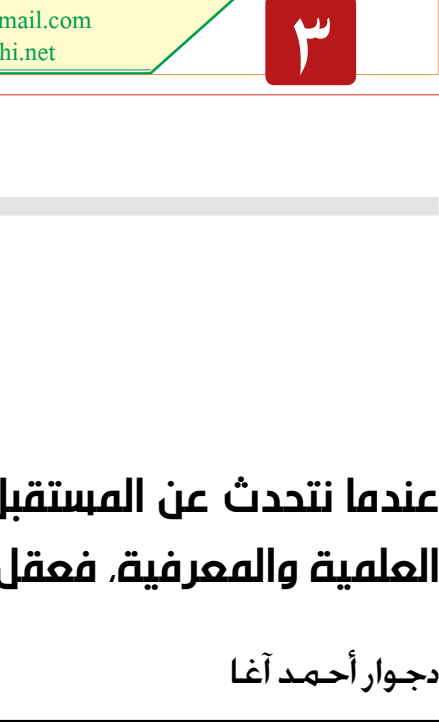 mail.com
hi.net
٣
عندما نتحدث عن المستقبل
العلمية والمعرفية، فعقل
دجوار أحمد آغا